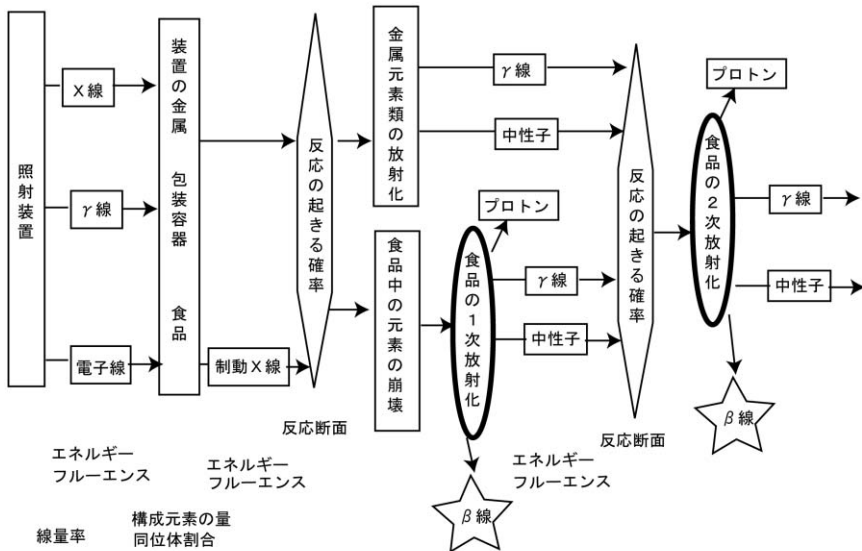 照射装置
X線
γ線
電子線
装置の金属
包装容器
食品
制動X線
反応の起きる確率
反応断面
金属元素類の放射化
γ線
中性子
食品中の元素の崩壊
食品の1次放射化
プロトン
γ線
中性子
β線
反応の起きる確率
反応断面
食品の2次放射化
プロトン
γ線
中性子
β線
エネルギー
フルーエンス
エネルギー
フルーエンス
エネルギー
フルーエンス
線量率
構成元素の量
同位体割合